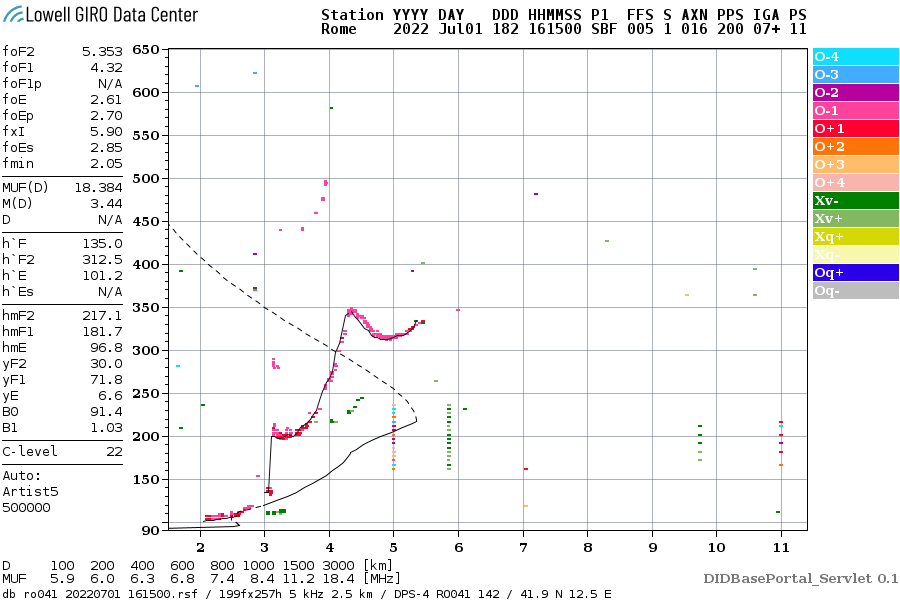 Lowell GIRO Data Center
Station YYYY DAY DDD HHMMSS P1 FFS S AXN PPS IGA PS
Rome 2022 Jul01 182 161500 SBF 005 1 016 200 07+ 11
foF2 5.353
foF1 4.32
foF1p N/A
foE 2.61
foEp 2.70
fxI 5.90
foEs 2.85
fmin 2.05
MUF(D) 18.384
M(D) 3.44
D N/A
h`F 135.0
h`F2 312.5
h`E 101.2
h`Es N/A
hmF2 217.1
hmF1 181.7
hmE 96.8
yF2 30.0
yF1 71.8
yE 6.6
B0 91.4
B1 1.03
C-level 22
Auto:
Artist5
500000
650
600
550
500
450
400
350
300
250
200
150
90
2 3 4 5 6 7 8 9 10 11
O-4
O-3
O-2
O-1
O+1
O+2
O+3
O+4
Xv-
Xv+
Xq+
Xq-
Oq+
Oq-
D 100 200 400 600 800 1000 1500 3000 [km]
MUF 5.9 6.0 6.3 6.8 7.4 8.4 11.2 18.4 [MHz]
DIDBasePortal_Servlet 0.1
db ro041 20220701 161500.rsf / 199fx257h 5 kHz 2.5 km / DPS-4 RO041 142 / 41.9 N 12.5 E